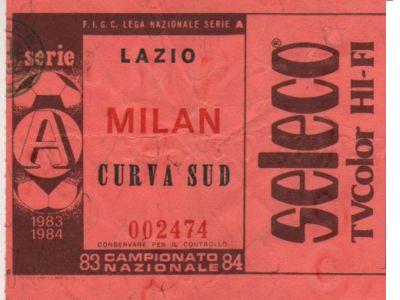 F.I.G.C. LEGA NAZIONALE SERIE A
serie
A
1983
1984
LAZIO
MILAN
CURVA SUD
002474
CONSERVARE PER IL CONTROLLO
83 CAMPIONATO NAZIONALE 84
seleco
TVColor HI-FI